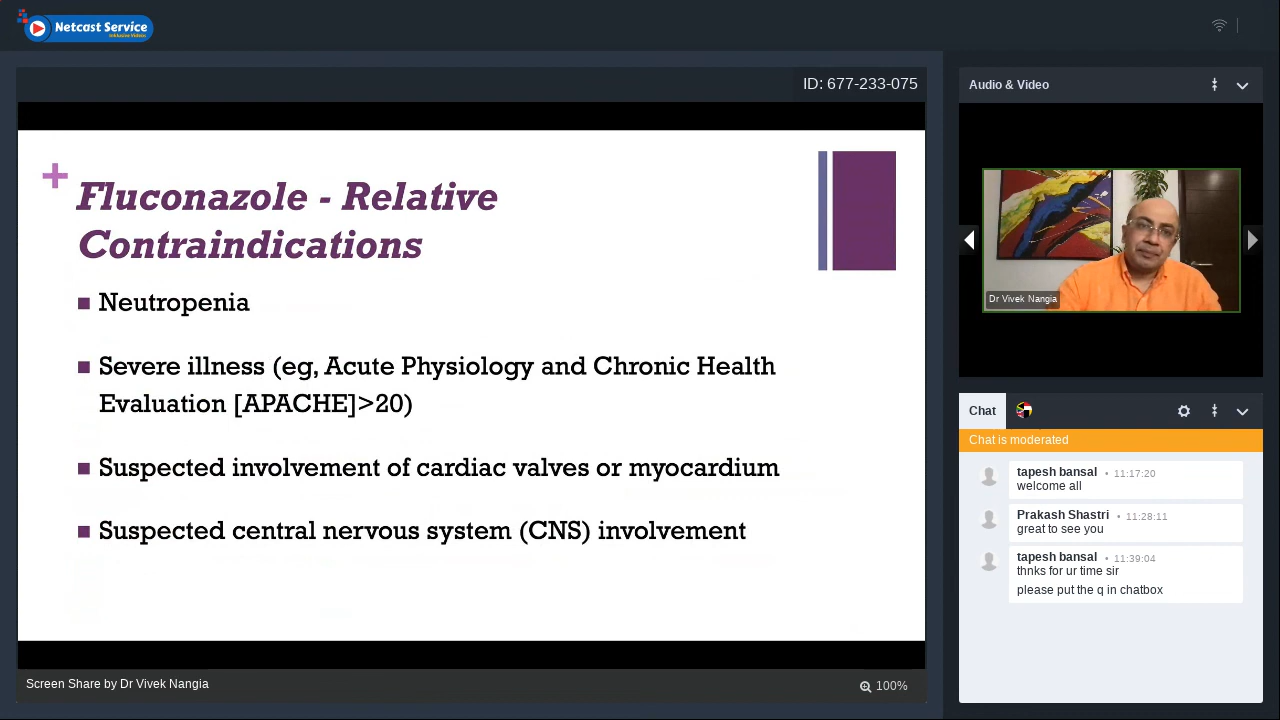 Netcast Service
ID: 677-233-075
+ Fluconazole - Relative
Contraindications
Neutropenia
Severe illness (eg, Acute Physiology and Chronic Health
Evaluation [APACHE]>20)
Suspected involvement of cardiac valves or myocardium
Suspected central nervous system (CNS) involvement
Screen Share by Dr Vivek Nangia
100%
Audio & Video
Dr Vivek Nangia
Chat
Chat is moderated
tapesh bansal • 11:17:20
welcome all
Prakash Shastri • 11:28:11
great to see you
tapesh bansal • 11:39:04
thnks for ur time sir
please put the q in chatbox